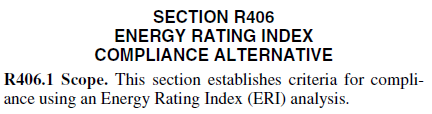 SECTION R406
ENERGY RATING INDEX
COMPLIANCE ALTERNATIVE
R406.1 Scope. This section establishes criteria for compli-
ance using an Energy Rating Index (ERI) analysis.